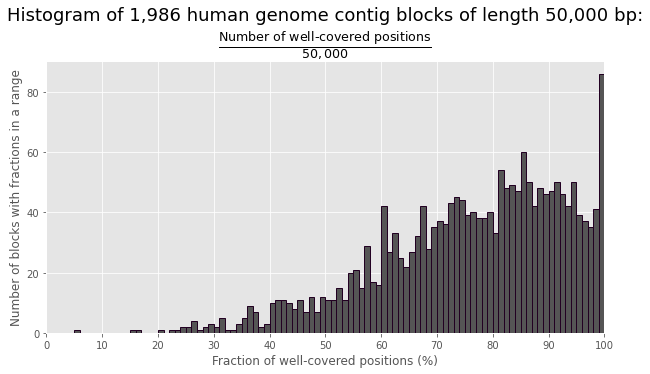 Histogram of 1,986 human genome contig blocks of length 50,000 bp:
Number of well-covered positions
50,000
Number of blocks with fractions in a range
80
60
40
20
0
0 10 20 30 40 50 60 70 80 90 100
Fraction of well-covered positions (%)